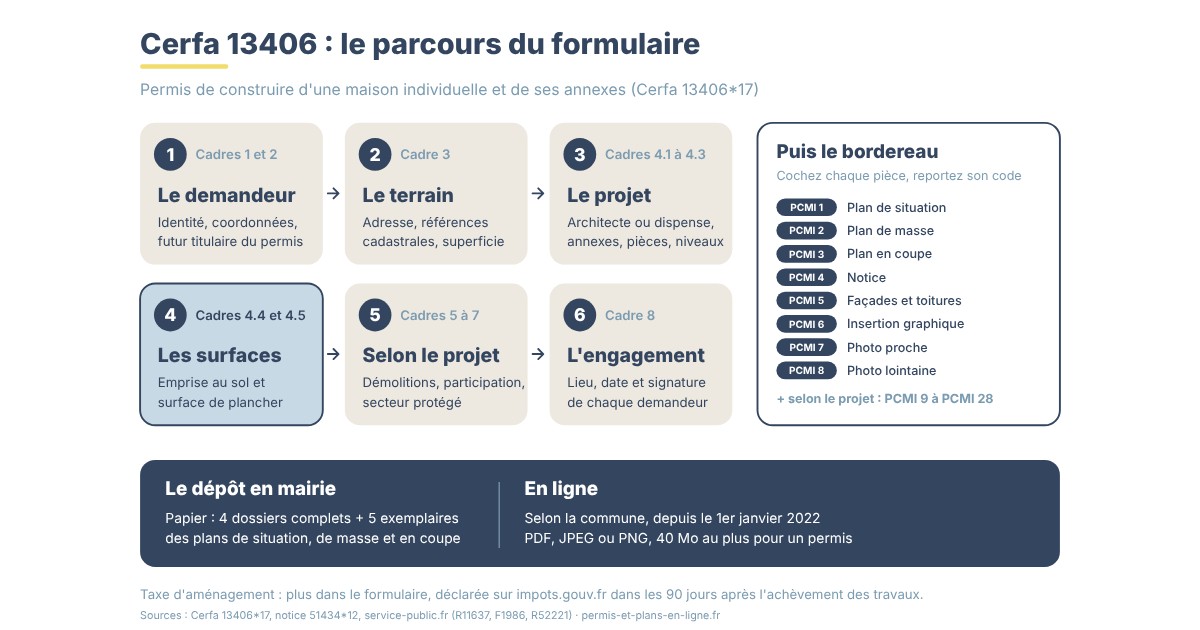 Cerfa 13406 : le parcours du formulaire
Permis de construire d'une maison individuelle et de ses annexes (Cerfa 13406*17)
1 Cadres 1 et 2
Le demandeur
Identité, coordonnées,
futur titulaire du permis
→
2 Cadre 3
Le terrain
Adresse, références
cadastrales, superficie
→
3 Cadres 4.1 à 4.3
Le projet
Architecte ou dispense,
annexes, pièces, niveaux
4 Cadres 4.4 et 4.5
Les surfaces
Emprise au sol et
surface de plancher
→
5 Cadres 5 à 7
Selon le projet
Démolitions, participation,
secteur protégé
→
6 Cadre 8
L'engagement
Lieu, date et signature
de chaque demandeur
Puis le bordereau
Cochez chaque pièce, reportez son code
PCMI 1 Plan de situation
PCMI 2 Plan de masse
PCMI 3 Plan en coupe
PCMI 4 Notice
PCMI 5 Façades et toitures
PCMI 6 Insertion graphique
PCMI 7 Photo proche
PCMI 8 Photo lointaine
+ selon le projet : PCMI 9 à PCMI 28
Le dépôt en mairie
Papier : 4 dossiers complets + 5 exemplaires
des plans de situation, de masse et en coupe
En ligne
Selon la commune, depuis le 1er janvier 2022
PDF, JPEG ou PNG, 40 Mo au plus pour un permis
Taxe d'aménagement : plus dans le formulaire, déclarée sur impots.gouv.fr dans les 90 jours après l'achèvement des travaux.
Sources : Cerfa 13406*17, notice 51434*12, service-public.fr (R11637, F1986, R52221) · permis-et-plans-en-ligne.fr